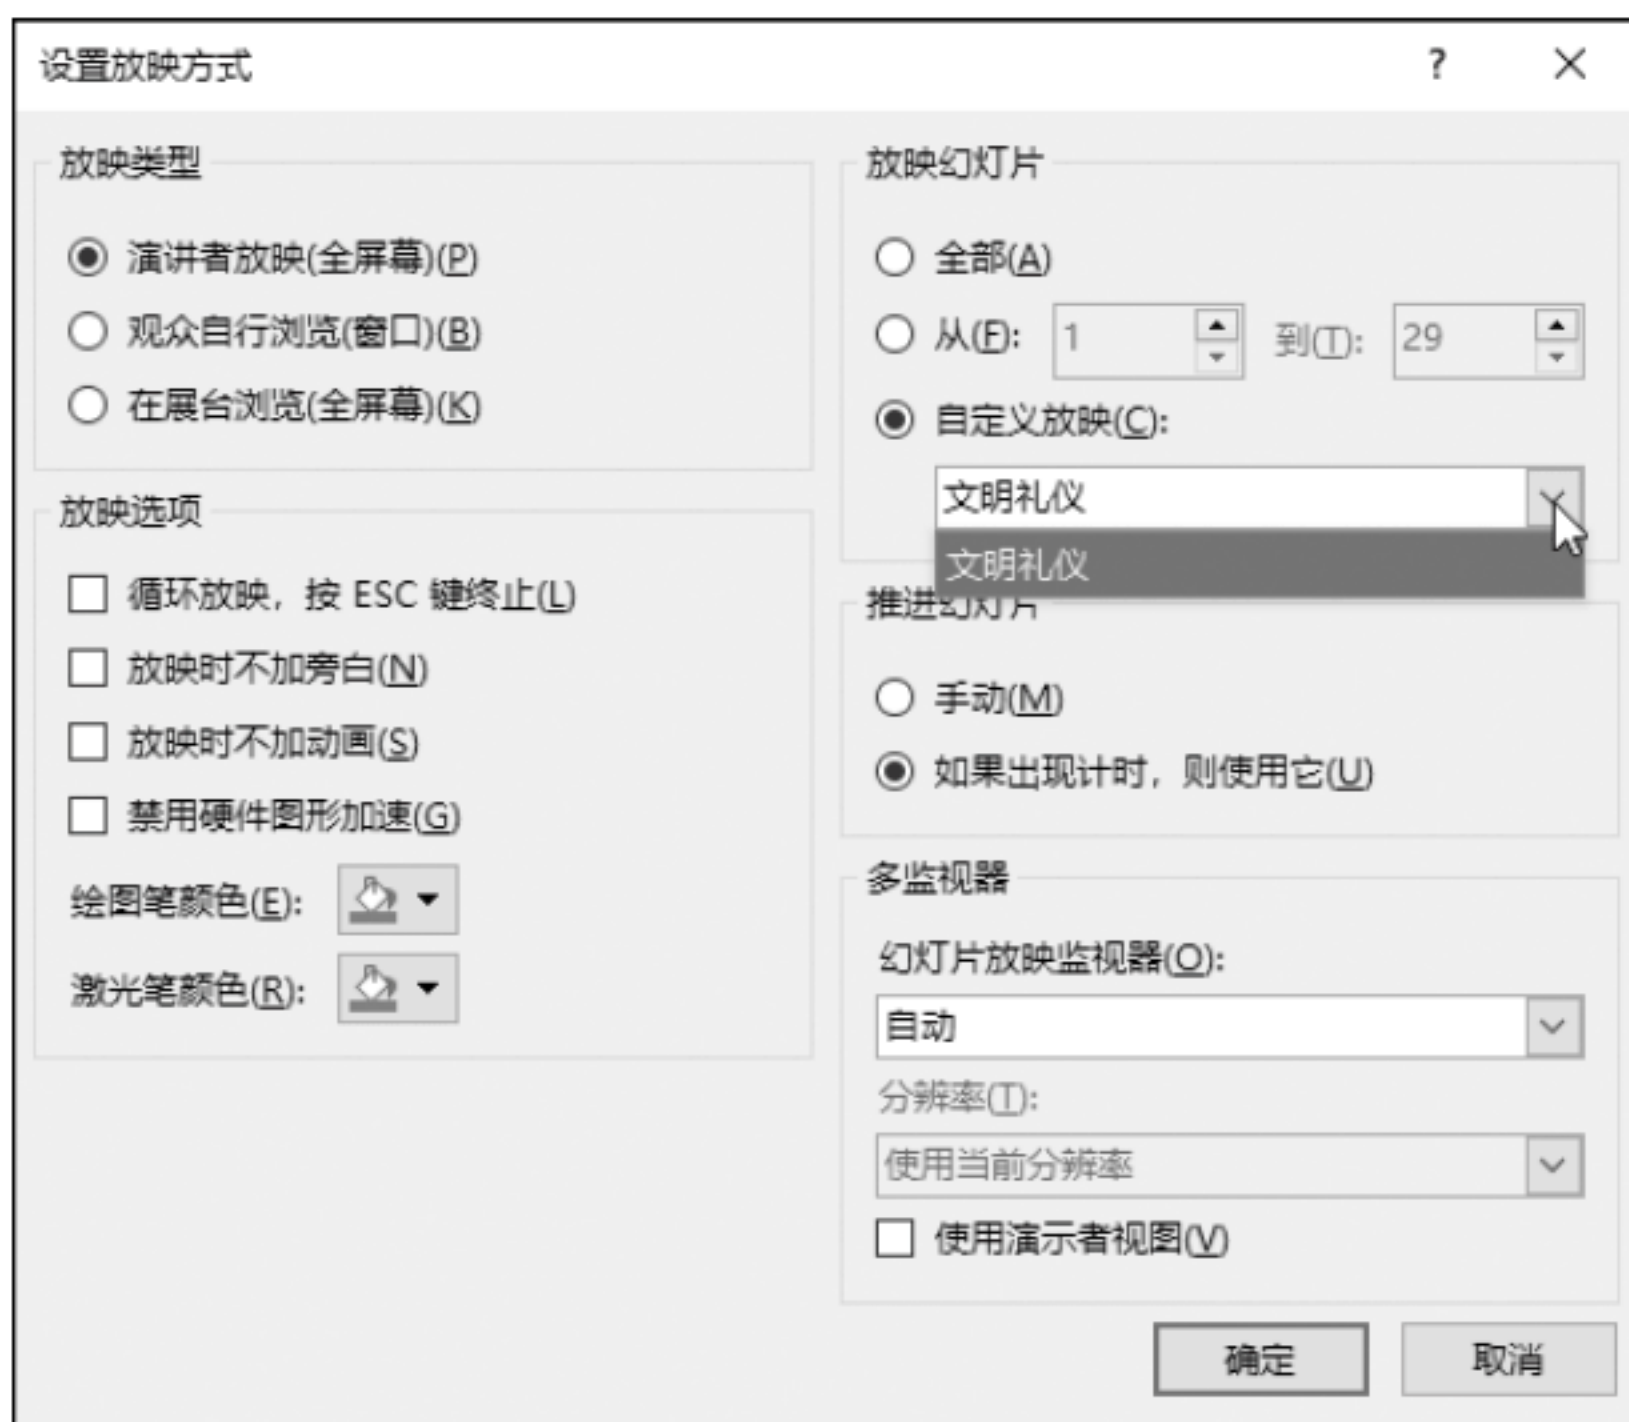 设置放映方式 ?
放映类型
演讲者放映(全屏幕)(P)
观众自行浏览(窗口)(B)
在展台浏览(全屏幕)(K)
放映选项
循环放映，按 ESC 键终止(L)
放映时不加旁白(N)
放映时不加动画(S)
禁用硬件图形加速(G)
绘图笔颜色(E):
激光笔颜色(R):
放映幻灯片
全部(A)
从(F): 1 到(T): 29
自定义放映(C):
文明礼仪
文明礼仪
推进幻灯片
手动(M)
如果出现计时，则使用它(U)
多监视器
幻灯片放映监视器(O):
自动
分辨率(T):
使用当前分辨率
使用演示者视图(V)
确定 取消